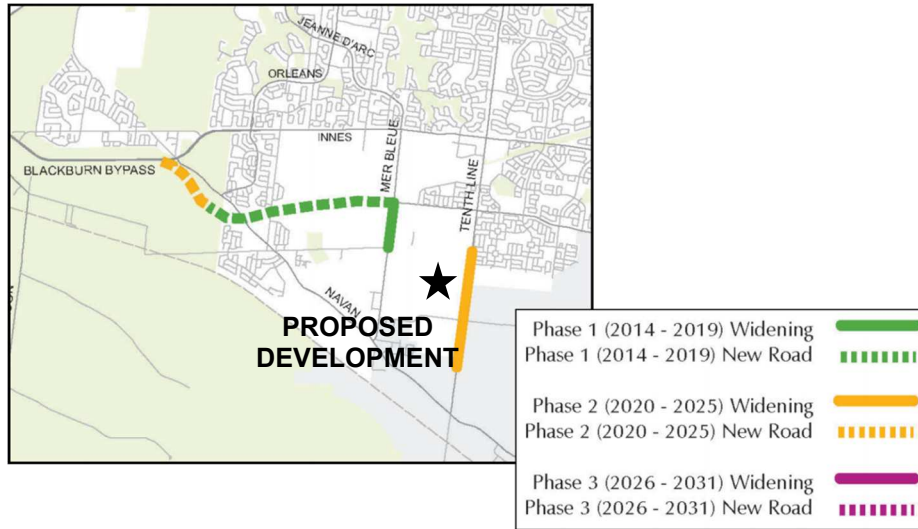 JEANNE D'ARC
ORLEANS
INNES
BLACKBURN BYPASS
MER BLEUE
TENTH LINE
NAVAN
PROPOSED
DEVELOPMENT
Phase 1 (2014 - 2019) Widening
Phase 1 (2014 - 2019) New Road
Phase 2 (2020 - 2025) Widening
Phase 2 (2020 - 2025) New Road
Phase 3 (2026 - 2031) Widening
Phase 3 (2026 - 2031) New Road